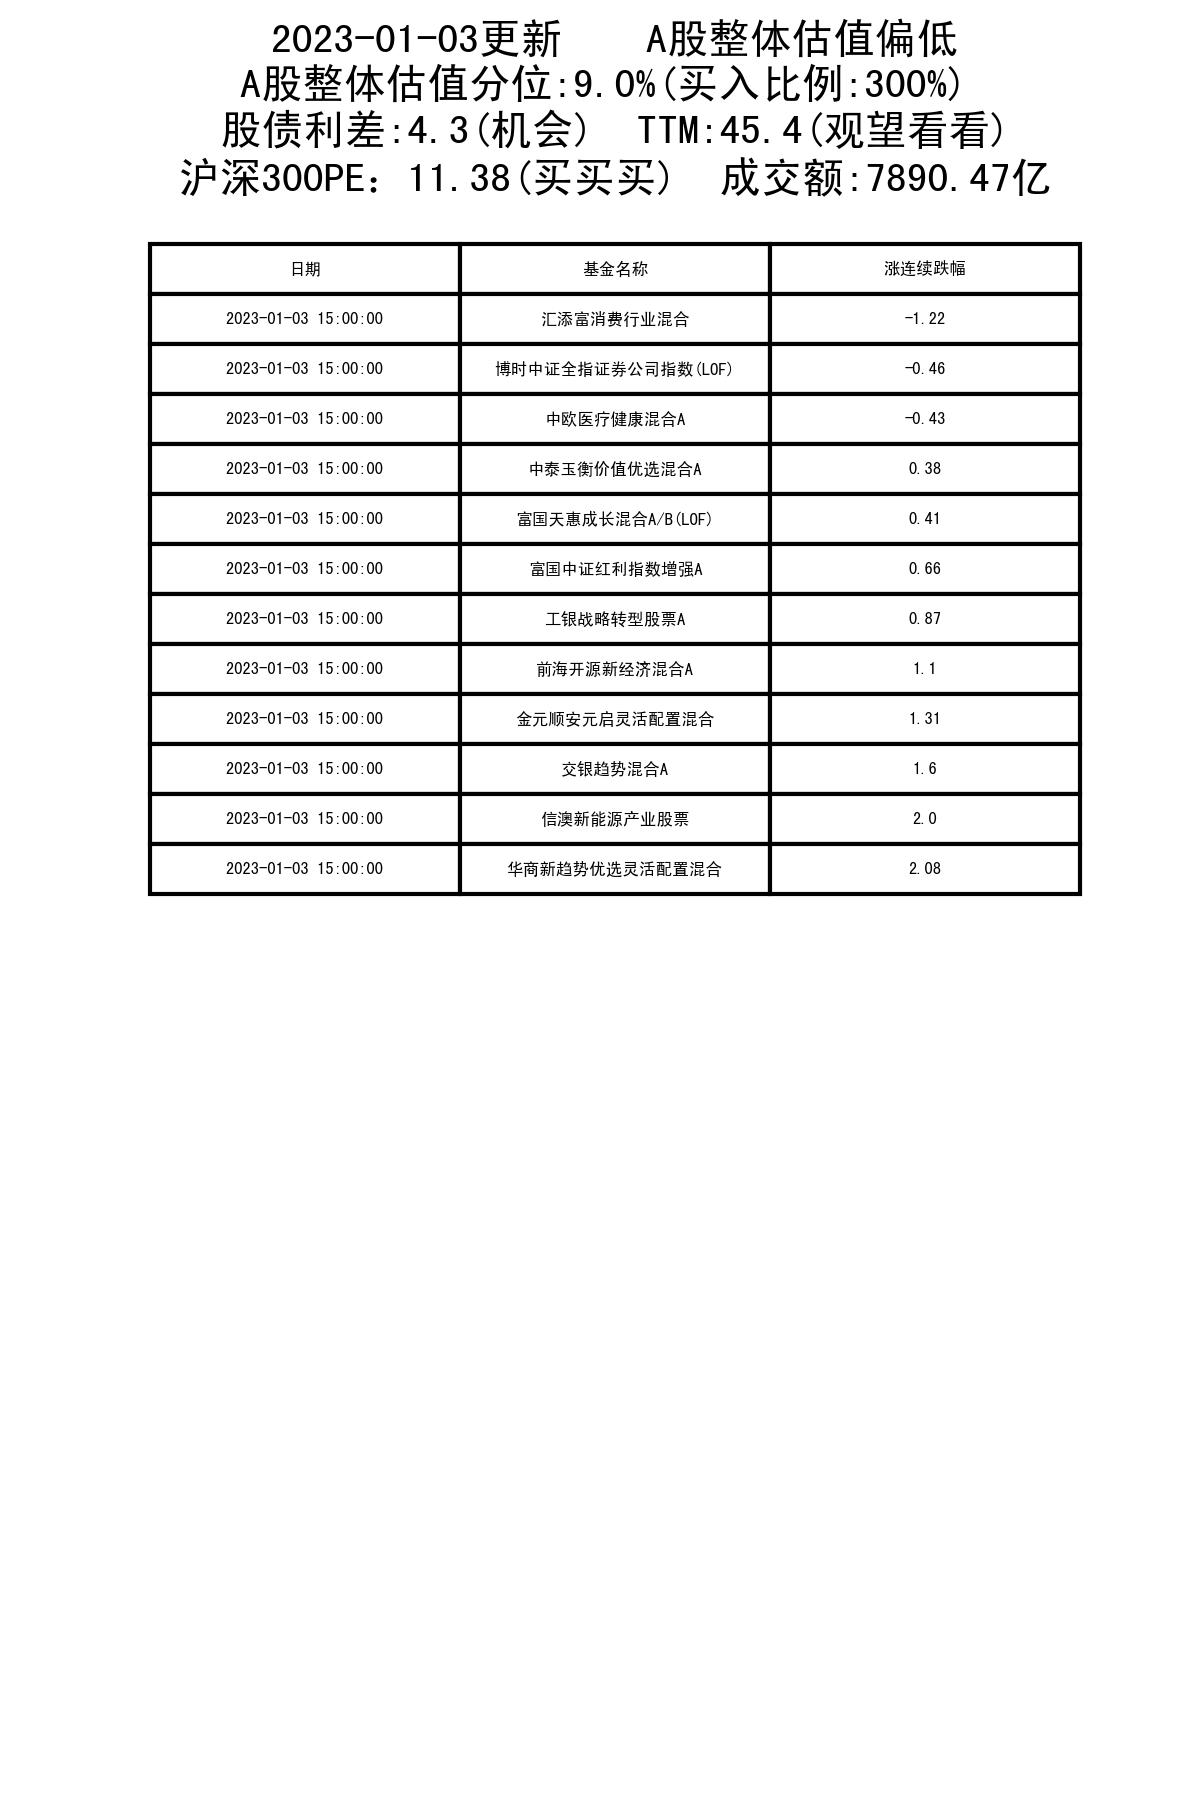 2023-01-03更新    A股整体估值偏低
A股整体估值分位:9.0%(买入比例:300%)
股债利差:4.3(机会)  TTM:45.4(观望看看)
沪深300PE：11.38(买买买)  成交额:7890.47亿
日期 基金名称 涨连续跌幅
2023-01-03 15:00:00 汇添富消费行业混合 -1.22
2023-01-03 15:00:00 博时中证全指证券公司指数(LOF) -0.46
2023-01-03 15:00:00 中欧医疗健康混合A -0.43
2023-01-03 15:00:00 中泰玉衡价值优选混合A 0.38
2023-01-03 15:00:00 富国天惠成长混合A/B(LOF) 0.41
2023-01-03 15:00:00 富国中证红利指数增强A 0.66
2023-01-03 15:00:00 工银战略转型股票A 0.87
2023-01-03 15:00:00 前海开源新经济混合A 1.1
2023-01-03 15:00:00 金元顺安元启灵活配置混合 1.31
2023-01-03 15:00:00 交银趋势混合A 1.6
2023-01-03 15:00:00 信澳新能源产业股票 2.0
2023-01-03 15:00:00 华商新趋势优选灵活配置混合 2.08